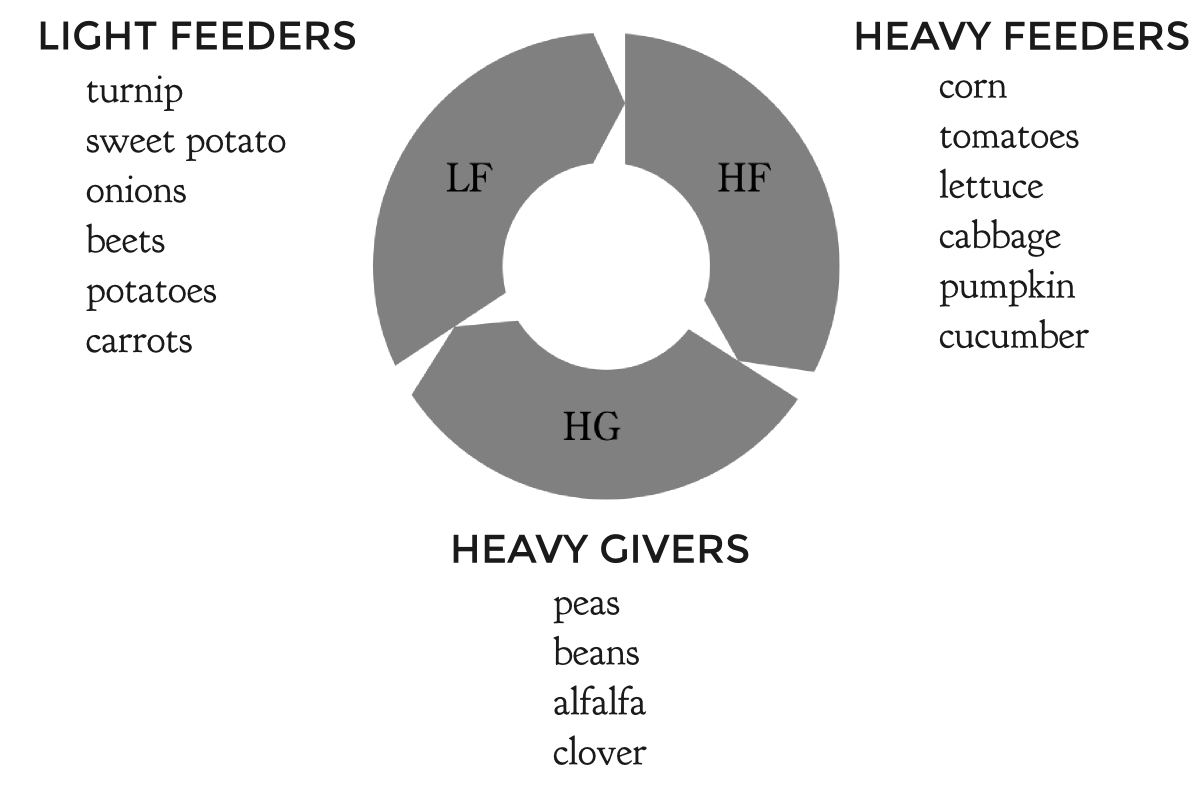 LIGHT FEEDERS
turnip
sweet potato
onions
beets
potatoes
carrots
LF
HF
HG
HEAVY FEEDERS
corn
tomatoes
lettuce
cabbage
pumpkin
cucumber
HEAVY GIVERS
peas
beans
alfalfa
clover